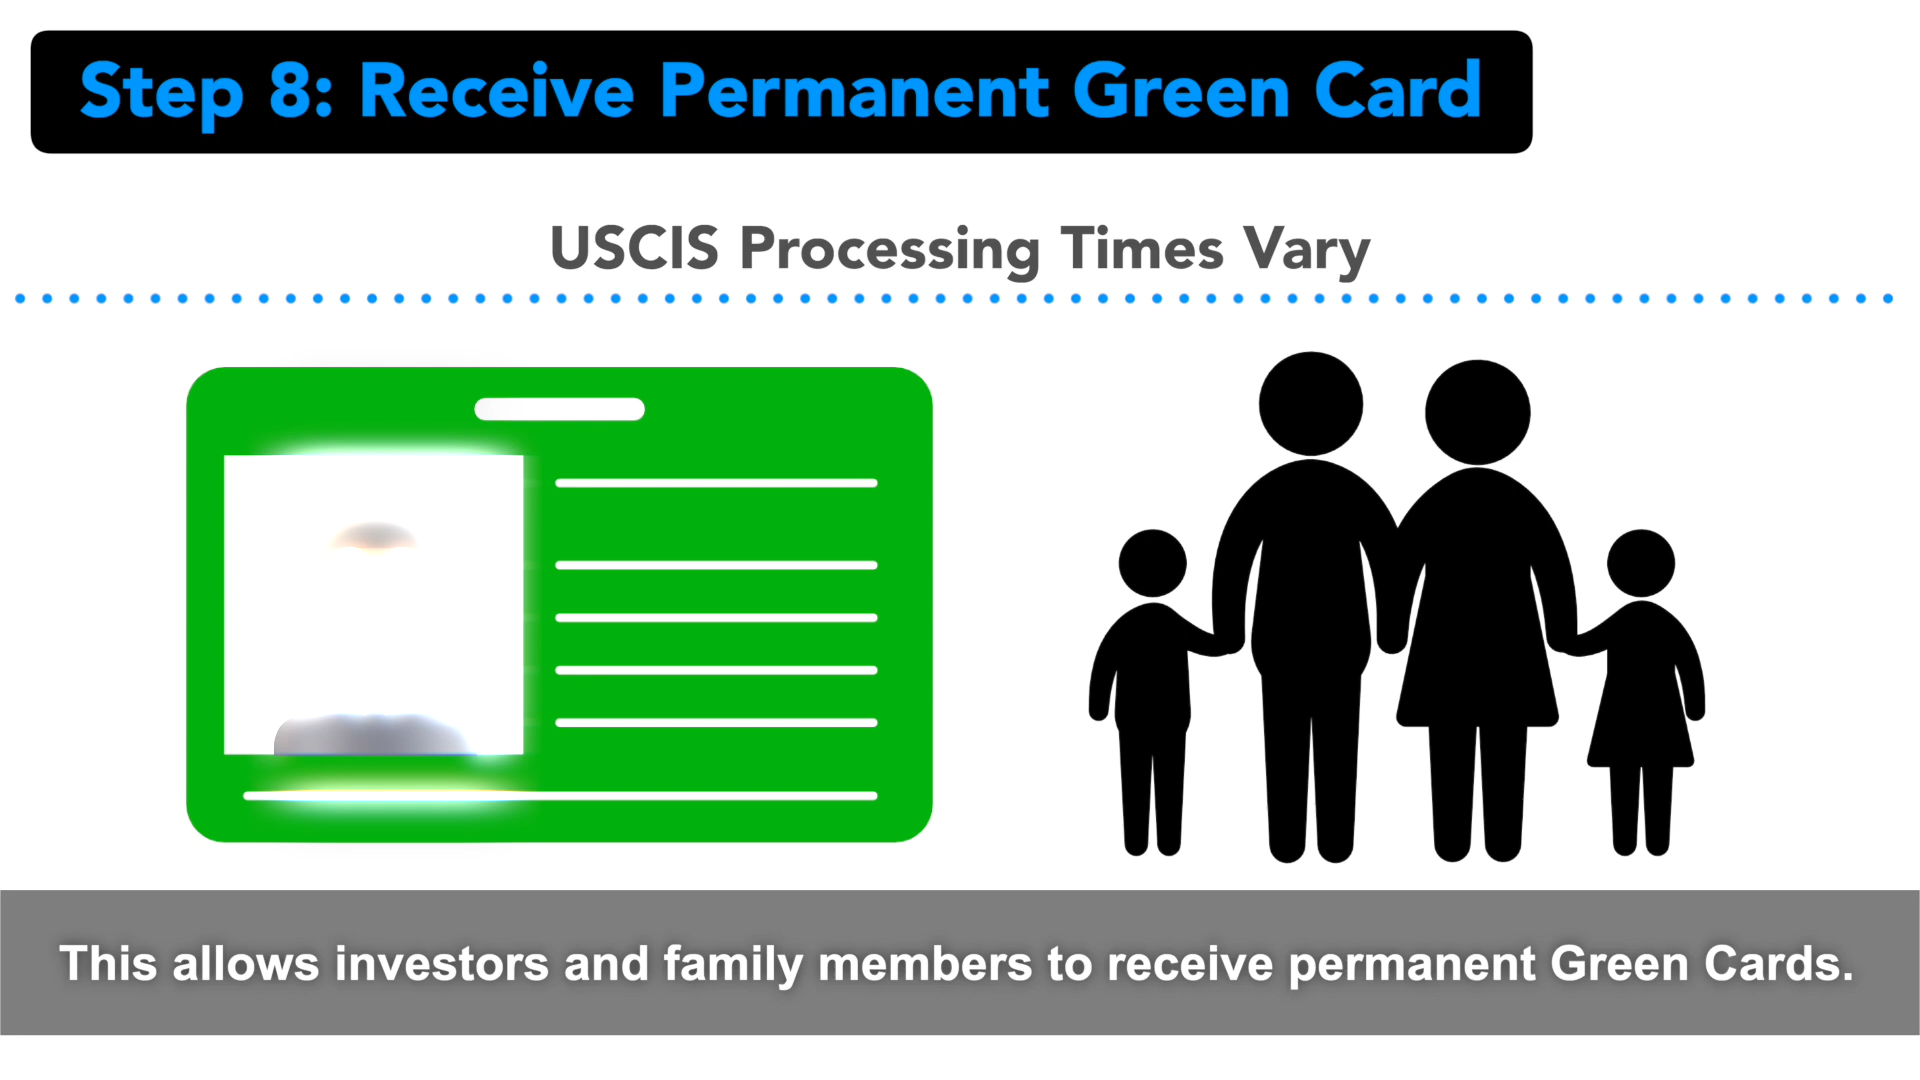 Step 8: Receive Permanent Green Card
USCIS Processing Times Vary
This allows investors and family members to receive permanent Green Cards.